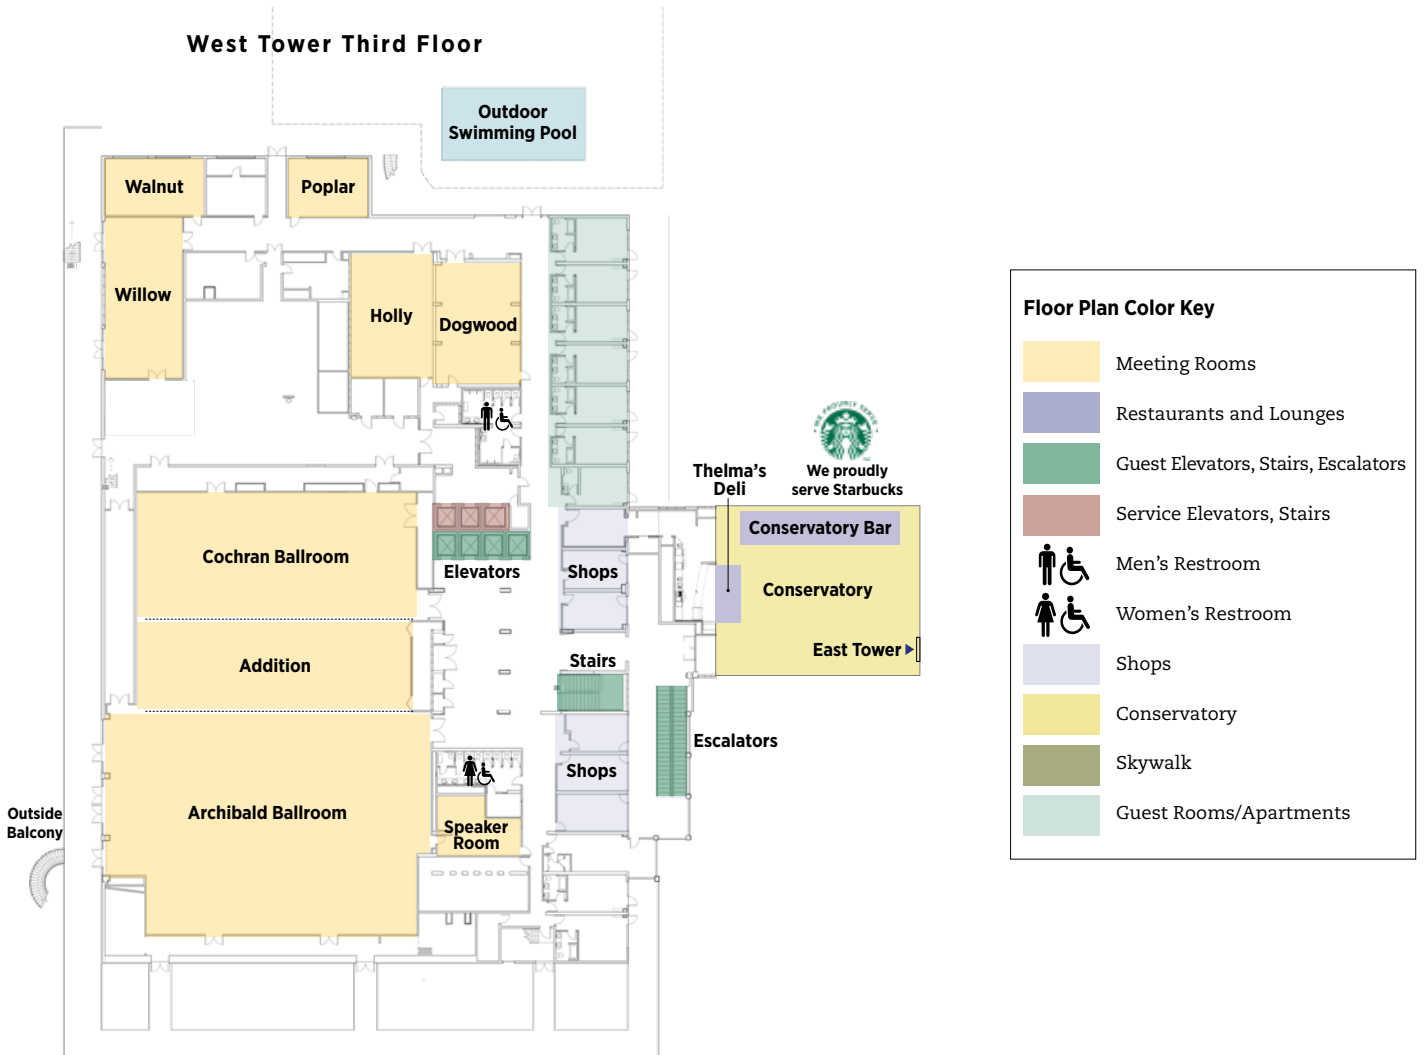 West Tower Third Floor
Outdoor
Swimming Pool
Walnut
Poplar
Willow
Holly
Dogwood
Floor Plan Color Key
Meeting Rooms
Restaurants and Lounges
Guest Elevators, Stairs, Escalators
Service Elevators, Stairs
Men's Restroom
Women's Restroom
Shops
Conservatory
Skywalk
Guest Rooms/Apartments
WE PROUDLY SERVE
We proudly
serve Starbucks
Thelma's
Deli
Conservatory Bar
Conservatory
East Tower
Cochran Ballroom
Elevators
Shops
Addition
Stairs
Escalators
Shops
Archibald Ballroom
Speaker
Room
Outside
Balcony